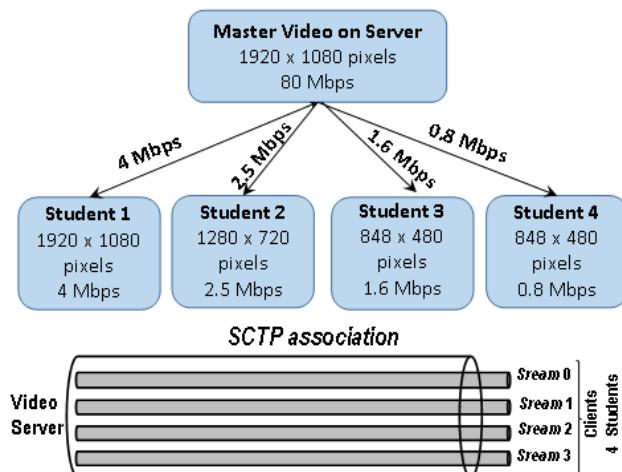 Master Video on Server
1920 x 1080 pixels
80 Mbps
4 Mbps
2.5 Mbps
1.6 Mbps
0.8 Mbps
Student 1
1920 x 1080
pixels
4 Mbps
Student 2
1280 x 720
pixels
2.5 Mbps
Student 3
848 x 480
pixels
1.6 Mbps
Student 4
848 x 480
pixels
0.8 Mbps
SCTP association
Video
Server
Sream 0
Sream 1
Sream 2
Sream 3
Clients
4 Students